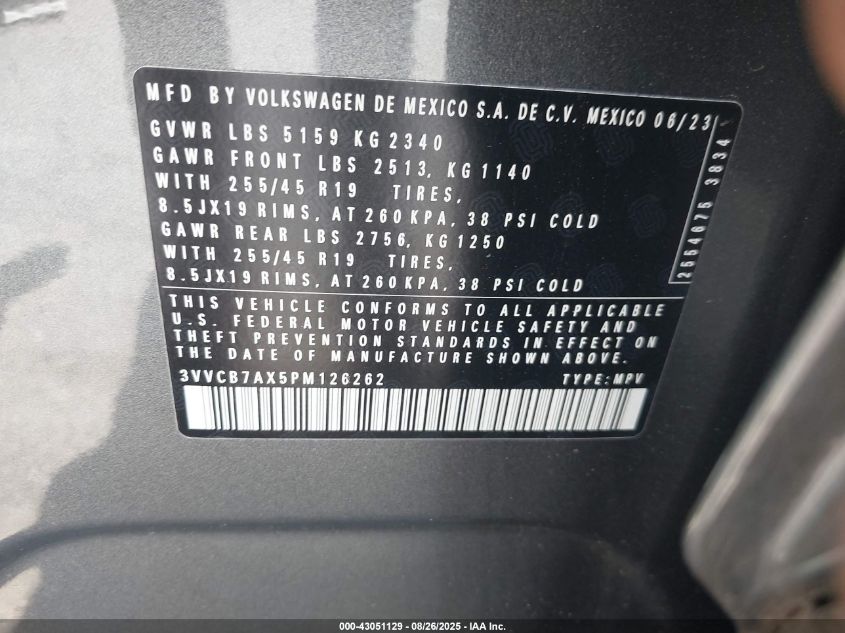 MFD BY VOLKSWAGEN DE MEXICO S.A. DE C.V. MEXICO 06/23
GVWR LBS 5159 KG 2340
GAWR FRONT LBS 2513, KG 1140
WITH 255/45 R19 TIRES,
8.5JX19 RIMS, AT 260 KPA, 38 PSI COLD
GAWR REAR LBS 2756, KG 1250
WITH 255/45 R19 TIRES,
8.5JX19 RIMS, AT 260 KPA, 38 PSI COLD
2554675 3834
THIS VEHICLE CONFORMS TO ALL APPLICABLE
U.S. FEDERAL MOTOR VEHICLE SAFETY AND
THEFT PREVENTION STANDARDS IN EFFECT ON
THE DATE OF MANUFACTURE SHOWN ABOVE.
3VVCB7AX5PM126262 TYPE: MPV
000-43051129 - 08/26/2025 - IAA Inc.